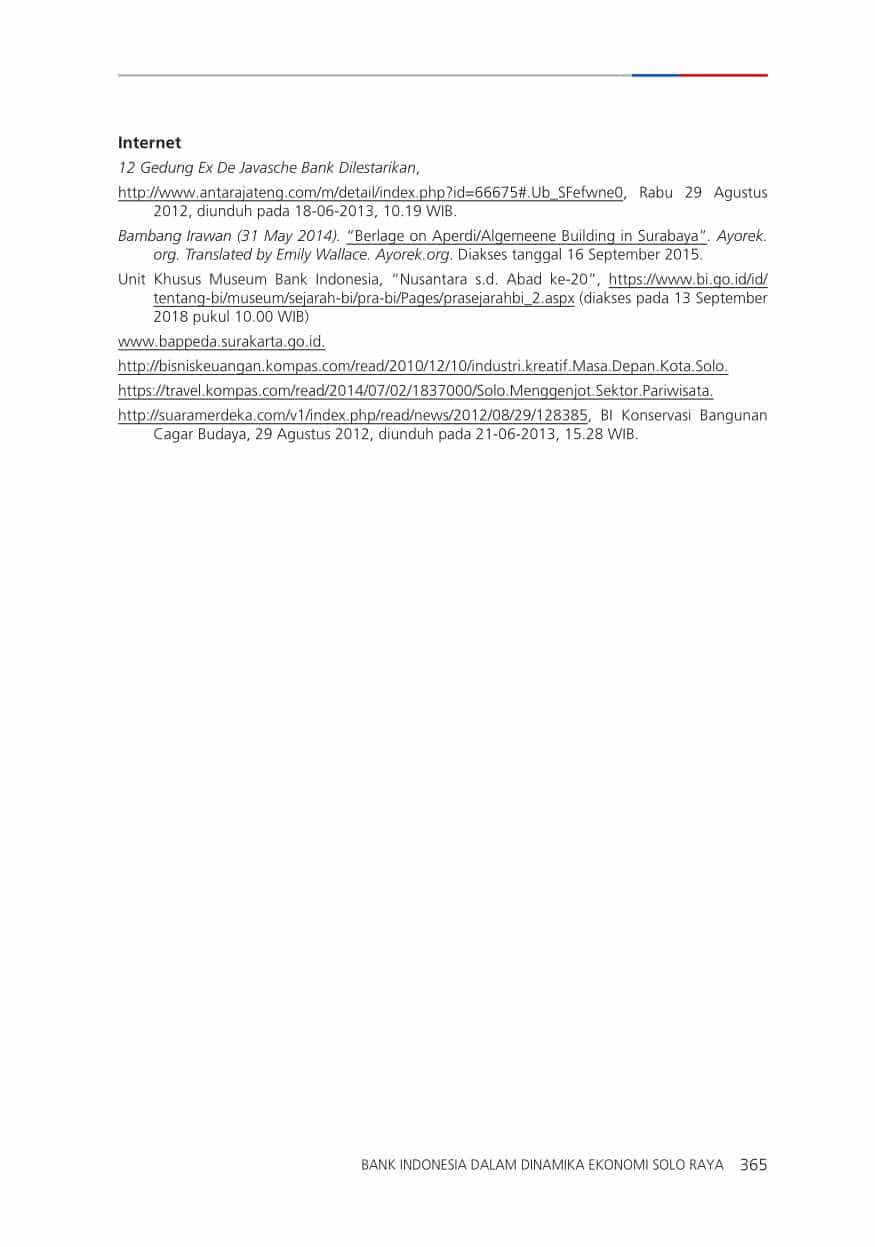 Internet
12 Gedung Ex De Javasche Bank Dilestarikan,
http://www.antarajateng.com/m/detail/index.php?id=66675#.Ub_SFefwne0, Rabu 29 Agustus
2012, diunduh pada 18-06-2013, 10.19 WIB.
Bambang Irawan (31 May 2014). “Berlage on Aperdi/Algemeene Building in Surabaya”. Ayorek.
org. Translated by Emily Wallace. Ayorek.org. Diakses tanggal 16 September 2015.
Unit Khusus Museum Bank Indonesia, “Nusantara s.d. Abad ke-20”, https://www.bi.go.id/id/
tentang-bi/museum/sejarah-bi/pra-bi/Pages/prasejarahbi_2.aspx (diakses pada 13 September
2018 pukul 10.00 WIB)
www.bappeda.surakarta.go.id.
http://bisniskeuangan.kompas.com/read/2010/12/10/industri.kreatif.Masa.Depan.Kota.Solo.
https://travel.kompas.com/read/2014/07/02/1837000/Solo.Menggenjot.Sektor.Pariwisata.
http://suaramerdeka.com/v1/index.php/read/news/2012/08/29/128385, BI Konservasi Bangunan
Cagar Budaya, 29 Agustus 2012, diunduh pada 21-06-2013, 15.28 WIB.
BANK INDONESIA DALAM DINAMIKA EKONOMI SOLO RAYA 365